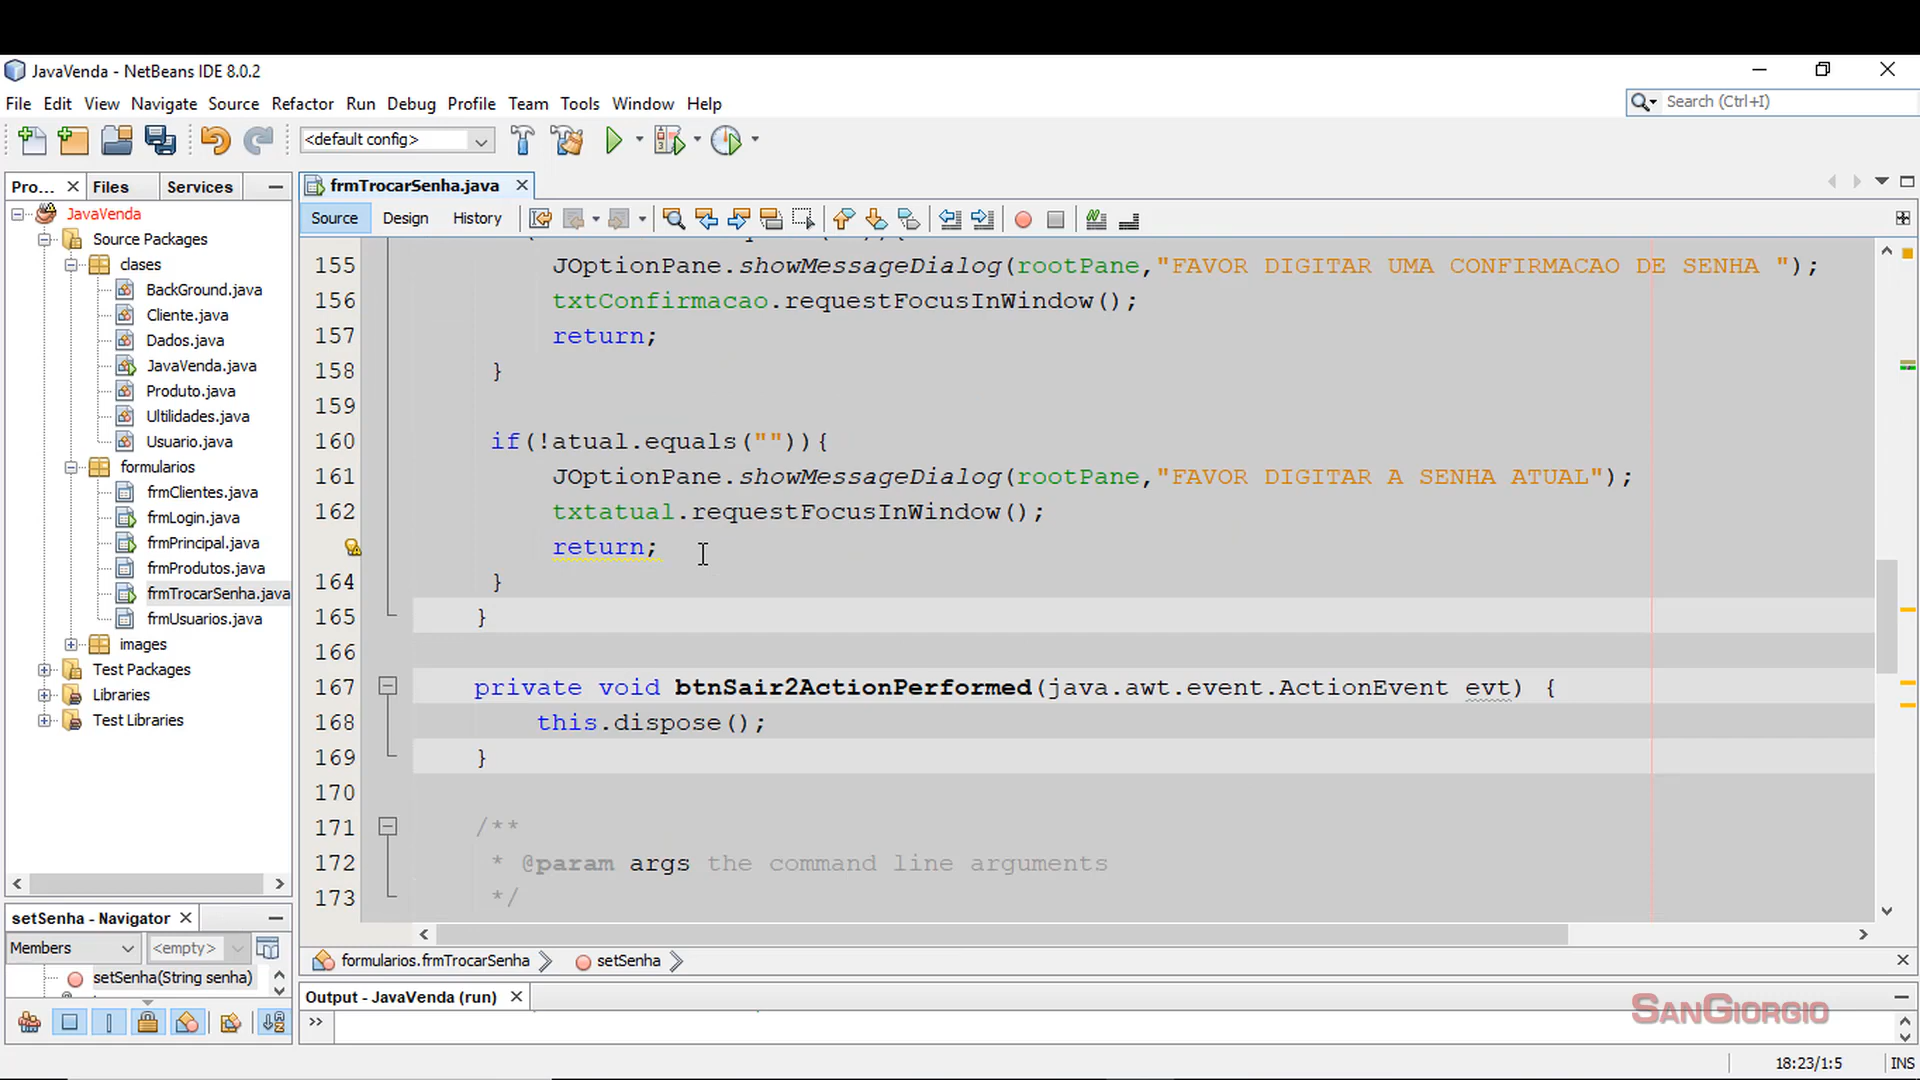 JavaVenda - NetBeans IDE 8.0.2
File Edit View Navigate Source Refactor Run Debug Profile Team Tools Window Help
Search (Ctrl+I)
<default config>
Pro... Files Services
frmTrocarSenha.java
Source Design History
JavaVenda
Source Packages
clases
BackGround.java
Cliente.java
Dados.java
JavaVenda.java
Produto.java
Ultilidades.java
Usuario.java
formularios
frmClientes.java
frmLogin.java
frmPrincipal.java
frmProdutos.java
frmTrocarSenha.java
frmUsuarios.java
images
Test Packages
Libraries
Test Libraries
155 JOptionPane.showMessageDialog(rootPane,"FAVOR DIGITAR UMA CONFIRMACAO DE SENHA ");
156 txtConfirmacao.requestFocusInWindow();
157 return;
158 }
159
160 if(!atual.equals("")){
161 JOptionPane.showMessageDialog(rootPane,"FAVOR DIGITAR A SENHA ATUAL");
162 txtatual.requestFocusInWindow();
return;
164 }
165 }
166
167 private void btnSair2ActionPerformed(java.awt.event.ActionEvent evt) {
168 this.dispose();
169 }
170
171 /**
172 * @param args the command line arguments
173 */
setSenha - Navigator
Members <empty>
setSenha(String senha)
formularios.frmTrocarSenha setSenha
Output - JavaVenda (run)
>>
SANGIORGIO
18:23/1:5 INS